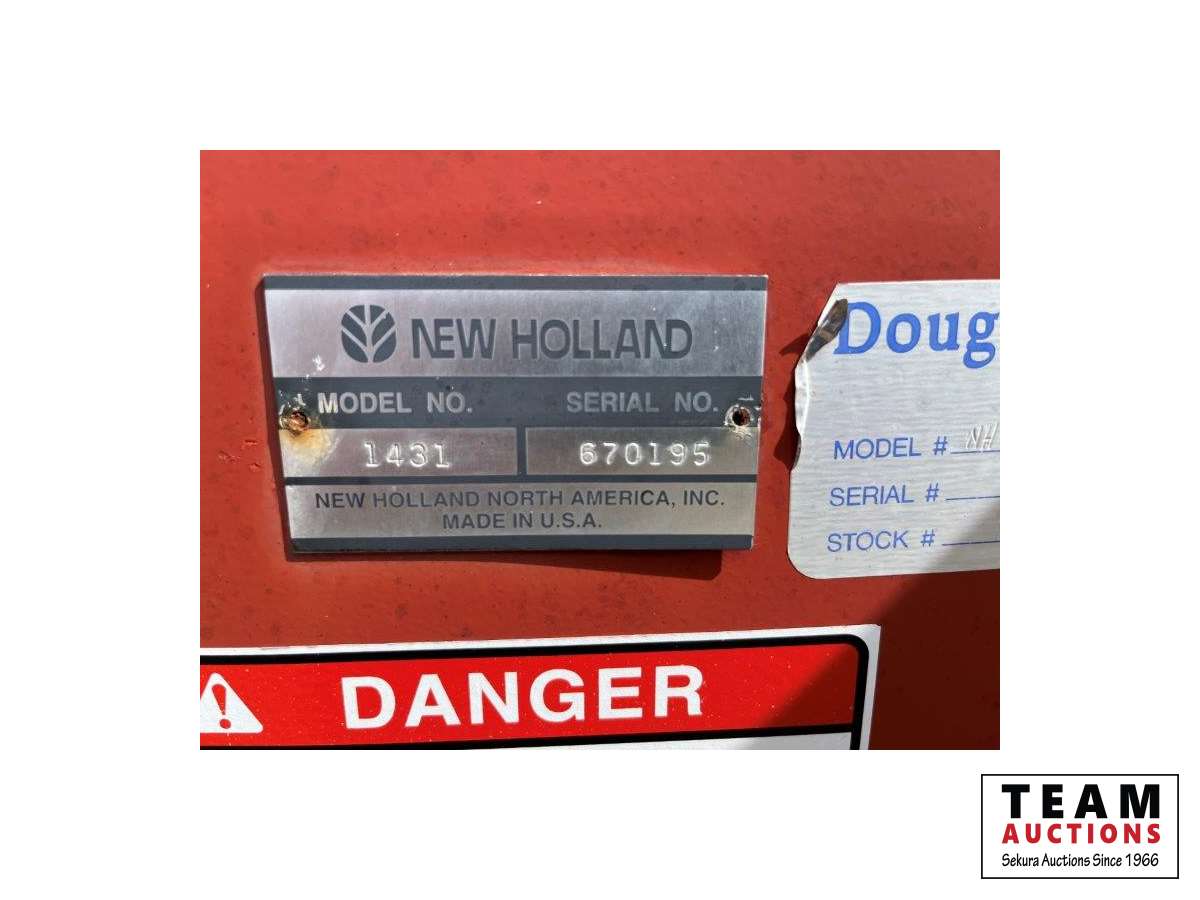 NEW HOLLAND
MODEL NO. SERIAL NO.
1431 670195
NEW HOLLAND NORTH AMERICA, INC.
MADE IN U.S.A.
Doug
MODEL # NH
SERIAL #
STOCK #
DANGER
TEAM
AUCTIONS
Sekura Auctions Since 1966